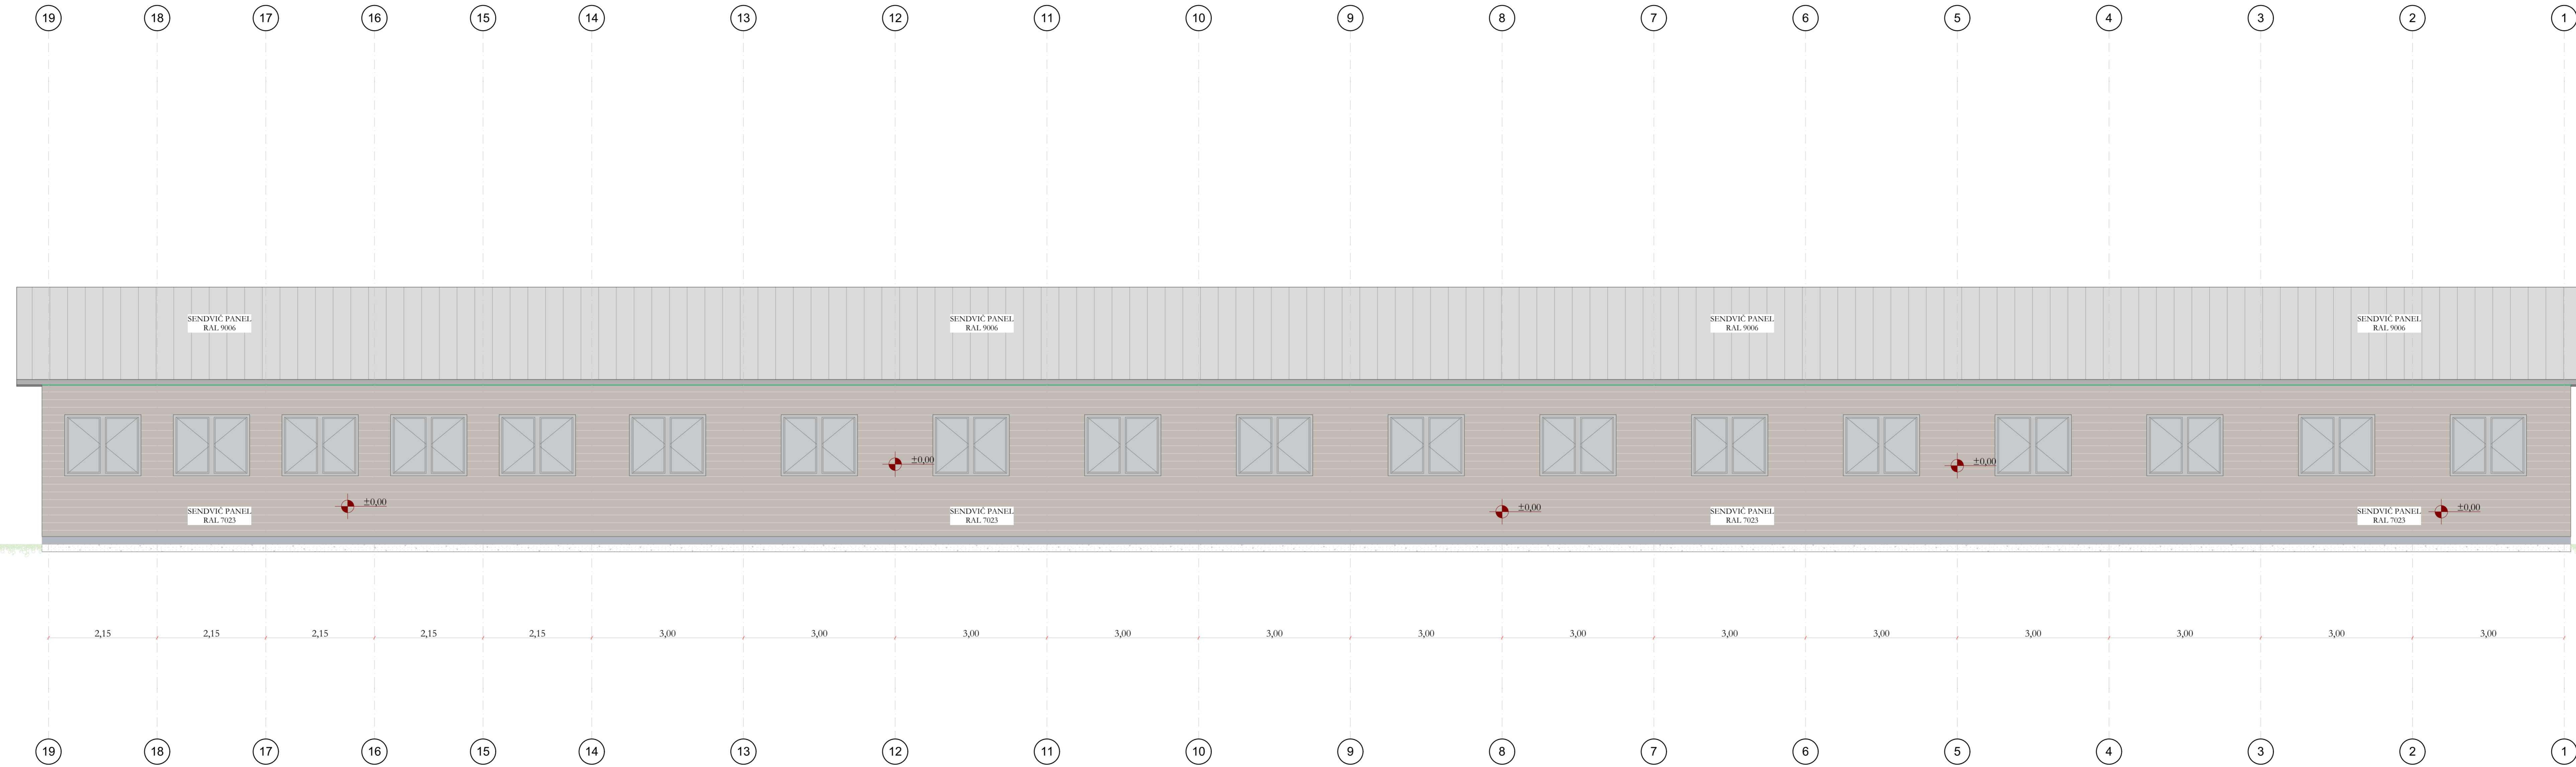 19 18 17 16 15 14 13 12 11 10 9 8 7 6 5 4 3 2 1
SENDVIČ PANEL
RAL 9006
SENDVIČ PANEL
RAL 9006
SENDVIČ PANEL
RAL 9006
SENDVIČ PANEL
RAL 9006
±0,00
±0,00
±0,00
±0,00
±0,00
SENDVIČ PANEL
RAL 7023
SENDVIČ PANEL
RAL 7023
SENDVIČ PANEL
RAL 7023
SENDVIČ PANEL
RAL 7023
2,15 2,15 2,15 2,15 2,15 3,00 3,00 3,00 3,00 3,00 3,00 3,00 3,00 3,00 3,00 3,00 3,00 3,00
19 18 17 16 15 14 13 12 11 10 9 8 7 6 5 4 3 2 1